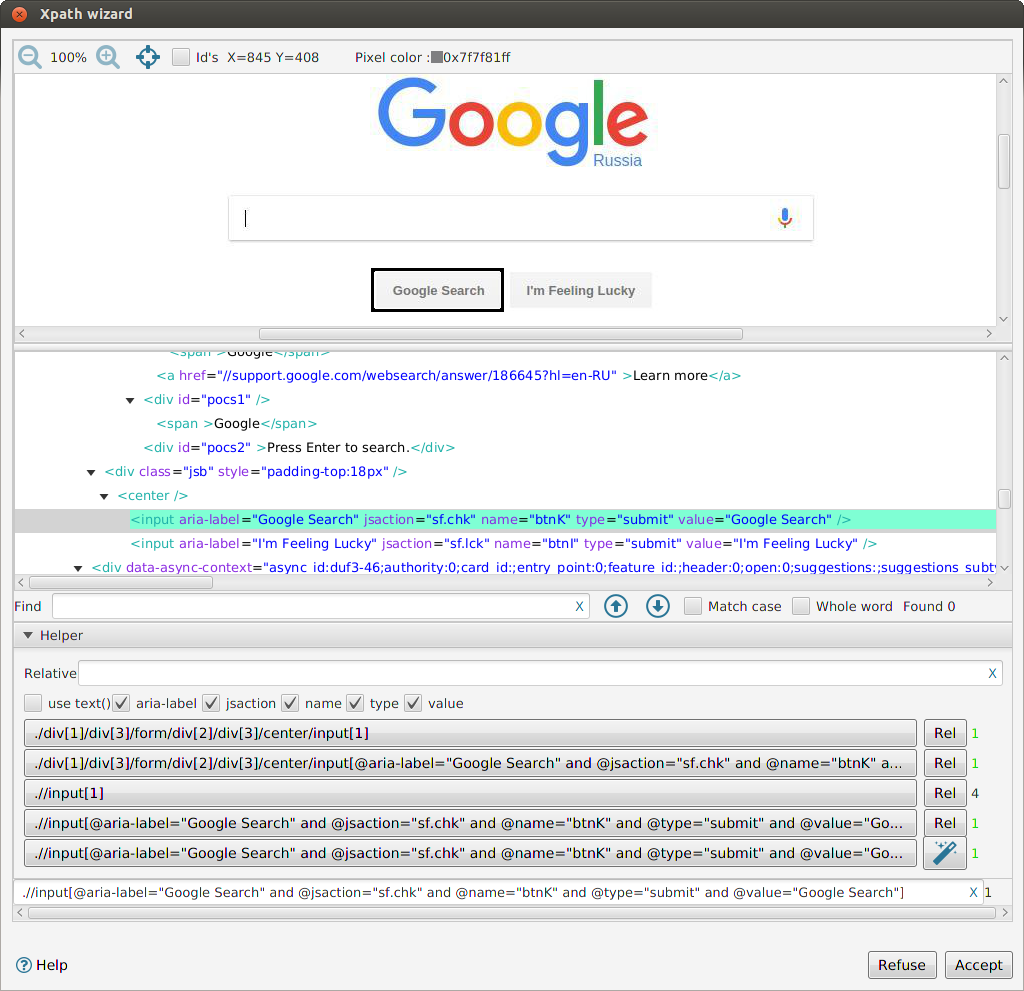 Xpath wizard
100% Id's X=845 Y=408 Pixel color :0x7f7f81ff
Google
Russia
Google Search I'm Feeling Lucky
<span >Google</span>
<a href="//support.google.com/websearch/answer/186645?hl=en-RU" >Learn more</a>
<div id="pocs1" />
<span >Google</span>
<div id="pocs2" >Press Enter to search.</div>
<div class="jsb" style="padding-top:18px" />
<center />
<input aria-label="Google Search" jsaction="sf.chk" name="btnK" type="submit" value="Google Search" />
<input aria-label="I'm Feeling Lucky" jsaction="sf.lck" name="btnI" type="submit" value="I'm Feeling Lucky" />
<div data-async-context="async_id:duf3-46;authority:0;card_id:;entry_point:0;feature_id:;header:0;open:0;suggestions:;suggestions_subty
Find X Match case Whole word Found 0
Helper
Relative X
use text() aria-label jsaction name type value
./div[1]/div[3]/form/div[2]/div[3]/center/input[1] Rel 1
./div[1]/div[3]/form/div[2]/div[3]/center/input[@aria-label="Google Search" and @jsaction="sf.chk" and @name="btnK" a... Rel 1
.//input[1] Rel 4
.//input[@aria-label="Google Search" and @jsaction="sf.chk" and @name="btnK" and @type="submit" and @value="Go... Rel 1
.//input[@aria-label="Google Search" and @jsaction="sf.chk" and @name="btnK" and @type="submit" and @value="Go... 1
.//input[@aria-label="Google Search" and @jsaction="sf.chk" and @name="btnK" and @type="submit" and @value="Google Search"] X 1
Help Refuse Accept